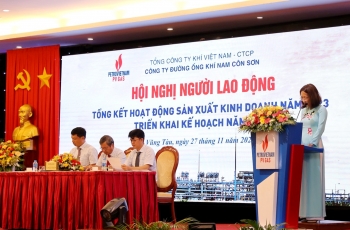 PETROVIETNAM
PV GAS
TỔNG CÔNG TY KHÍ VIỆT NAM - CTCP
CÔNG TY ĐƯỜNG ỐNG KHÍ NAM CÔN SƠN
HỘI NGHỊ NGƯỜI LAO ĐỘNG
TỔNG KẾT HOẠT ĐỘNG SẢN XUẤT KINH DOANH NĂM 3
TRIỂN KHAI KẾ HOẠCH NĂM
Vũng Tàu, ngày 27 tháng 11 năm
PETROVIETNAM
PV GAS